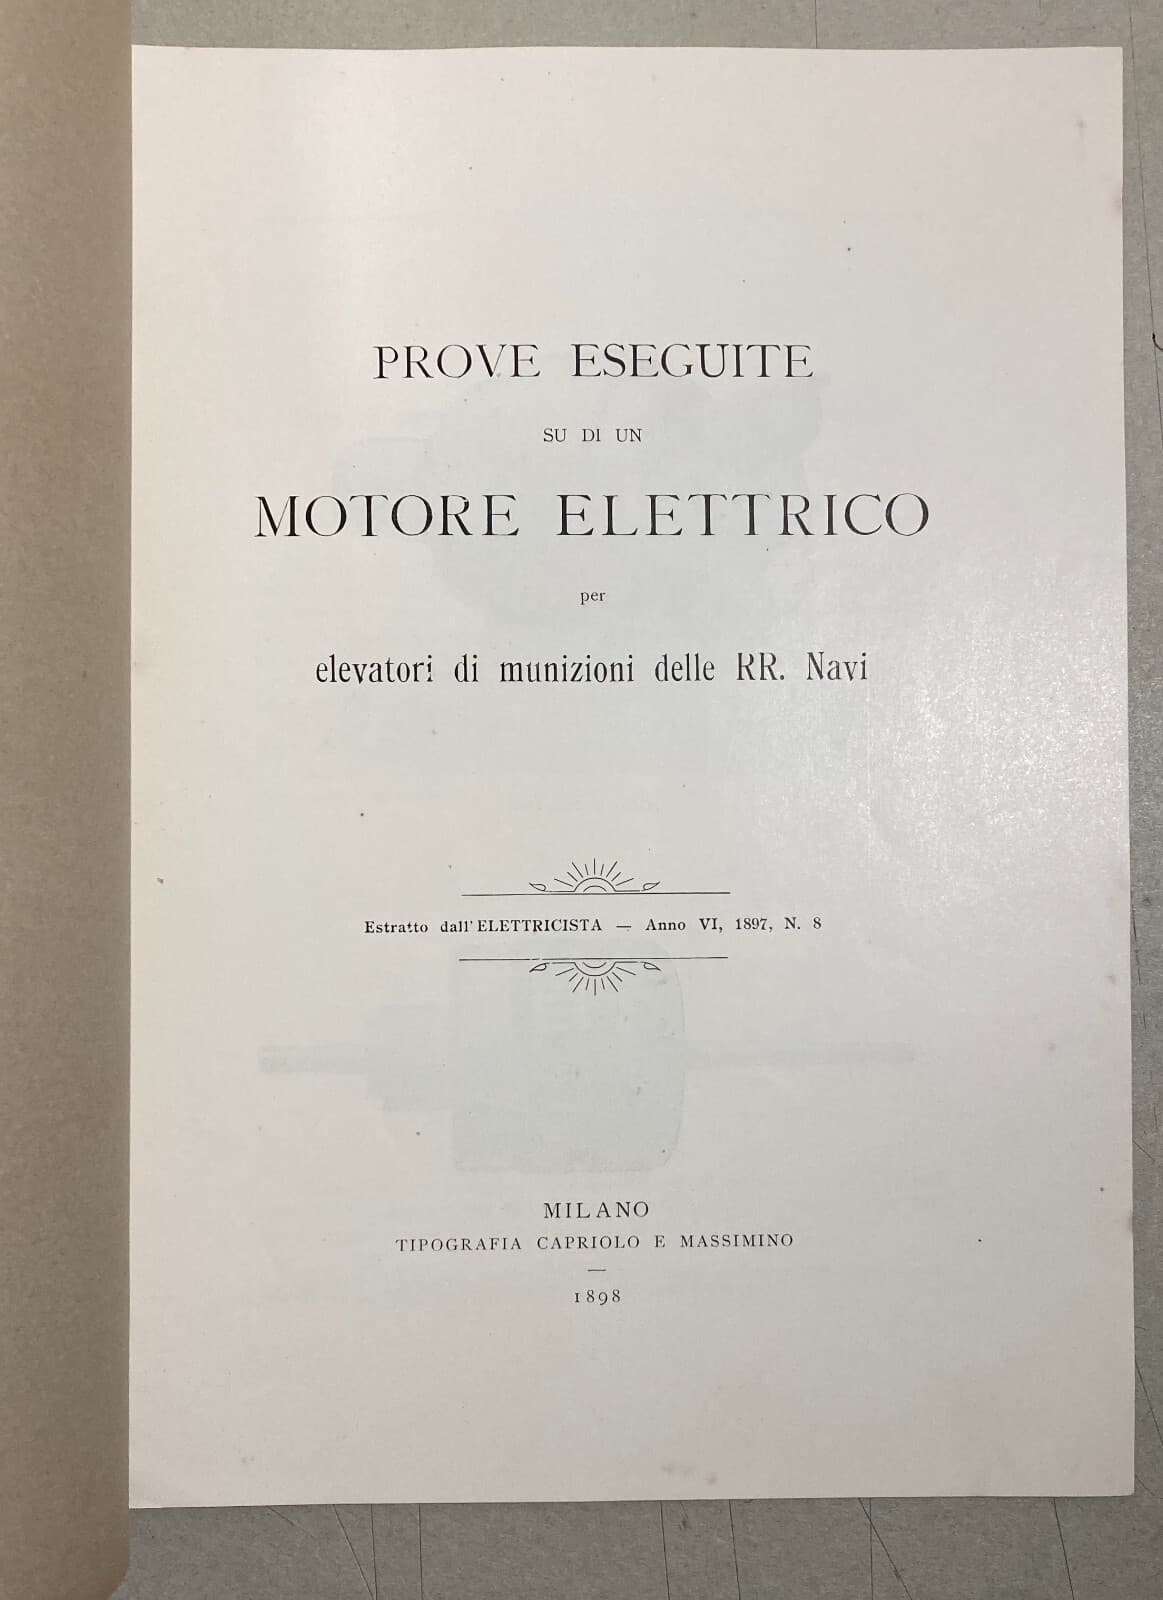 PROVE ESEGUITE
SU DI UN
MOTORE ELETTRICO
per
elevatori di munizioni delle RR. Navi
Estratto dall'ELETTRICISTA — Anno VI, 1897, N. 8
MILANO
TIPOGRAFIA CAPRIOLO E MASSIMINO
—
1898